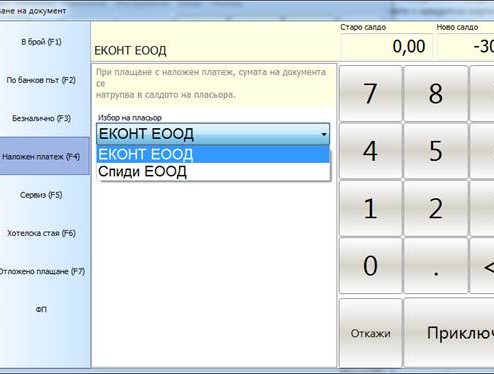 ване на документ
В брой (F1)
По банков път (F2)
Безналично (F3)
Наложен платеж (F4)
Сервиз (F5)
Хотелска стая (F6)
Отложено плащане (F7)
ФП
ЕКОНТ ЕООД
При плащане с наложен платеж, сумата на документа
се
натрупва в салдото на пласьора.
Избор на пласьор
ЕКОНТ ЕООД
ЕКОНТ ЕООД
Спиди ЕООД
Старо салдо
Ново салдо
0,00
-30
7 8
4 5
1 2
0 . <
Откажи
Приключ